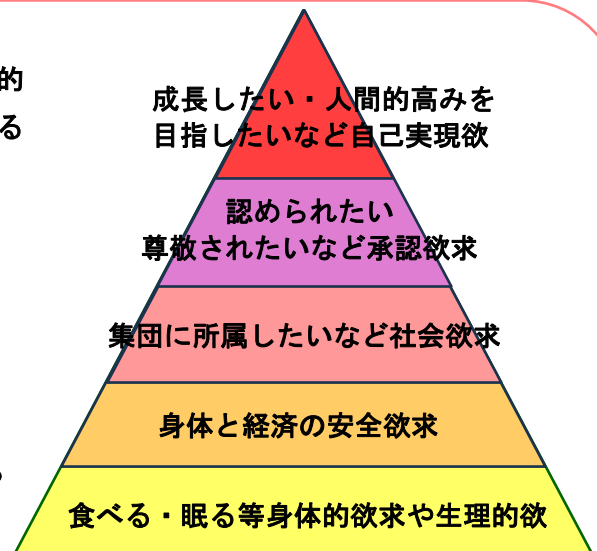 的
る
成長したい・人間的高みを
目指したいなど自己実現欲
認められたい
尊敬されたいなど承認欲求
集団に所属したいなど社会欲求
身体と経済の安全欲求
食べる・眠る等身体的欲求や生理的欲